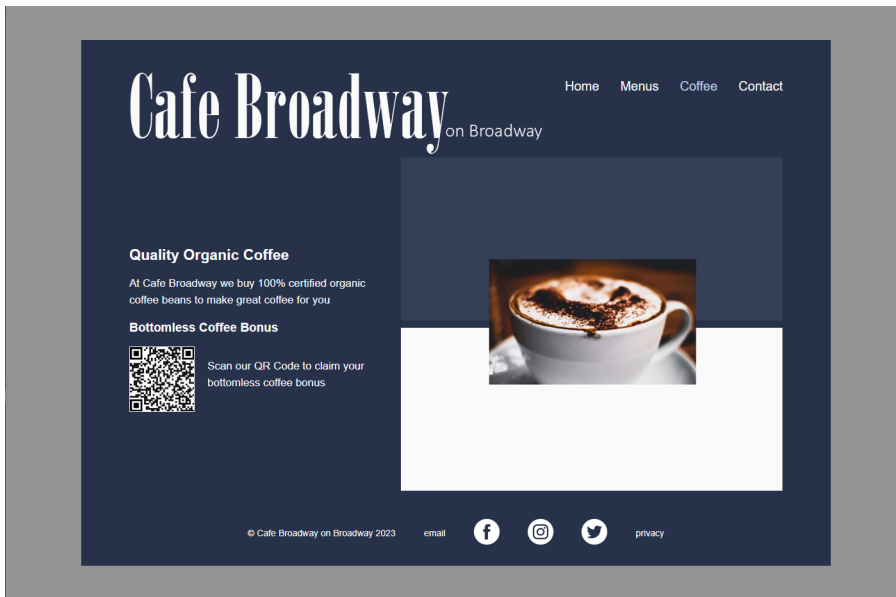 Cafe Broadway on Broadway
Home Menus Coffee Contact
Quality Organic Coffee
At Cafe Broadway we buy 100% certified organic
coffee beans to make great coffee for you
Bottomless Coffee Bonus
Scan our QR Code to claim your
bottomless coffee bonus
© Cafe Broadway on Broadway 2023 email privacy